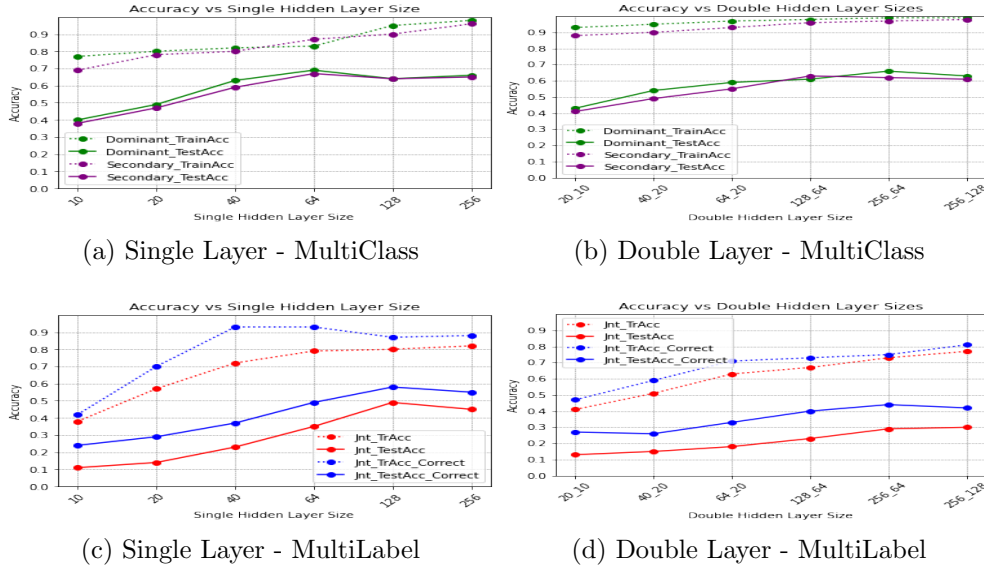 Accuracy vs Single Hidden Layer Size
Accuracy
0.9
0.8
0.7
0.6
0.5
0.4
0.3
0.2
0.1
0.0
Dominant_TrainAcc
Dominant_TestAcc
Secondary_TrainAcc
Secondary_TestAcc
10 20 40 64 128 256
Single Hidden Layer Size
(a) Single Layer - MultiClass
Accuracy vs Double Hidden Layer Sizes
Accuracy
0.9
0.8
0.7
0.6
0.5
0.4
0.3
0.2
0.1
0.0
Dominant_TrainAcc
Dominant_TestAcc
Secondary_TrainAcc
Secondary_TestAcc
20_10 40_20 64_20 128_64 256_64 256_128
Double Hidden Layer Size
(b) Double Layer - MultiClass
Accuracy vs Single Hidden Layer Size
Accuracy
0.9
0.8
0.7
0.6
0.5
0.4
0.3
0.2
0.1
0.0
Jnt_TrAcc
Jnt_TestAcc
Jnt_TrAcc_Correct
Jnt_TestAcc_Correct
10 20 40 64 128 256
Single Hidden Layer Size
(c) Single Layer - MultiLabel
Accuracy vs Double Hidden Layer Sizes
Accuracy
0.9
0.8
0.7
0.6
0.5
0.4
0.3
0.2
0.1
0.0
Jnt_TrAcc
Jnt_TestAcc
Jnt_TrAcc_Correct
Jnt_TestAcc_Correct
20_10 40_20 64_20 128_64 256_64 256_128
Double Hidden Layer Size
(d) Double Layer - MultiLabel